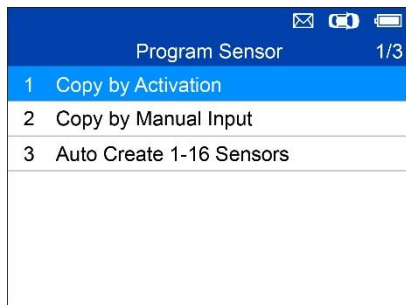 Program Sensor 1/3
1 Copy by Activation
2 Copy by Manual Input
3 Auto Create 1-16 Sensors